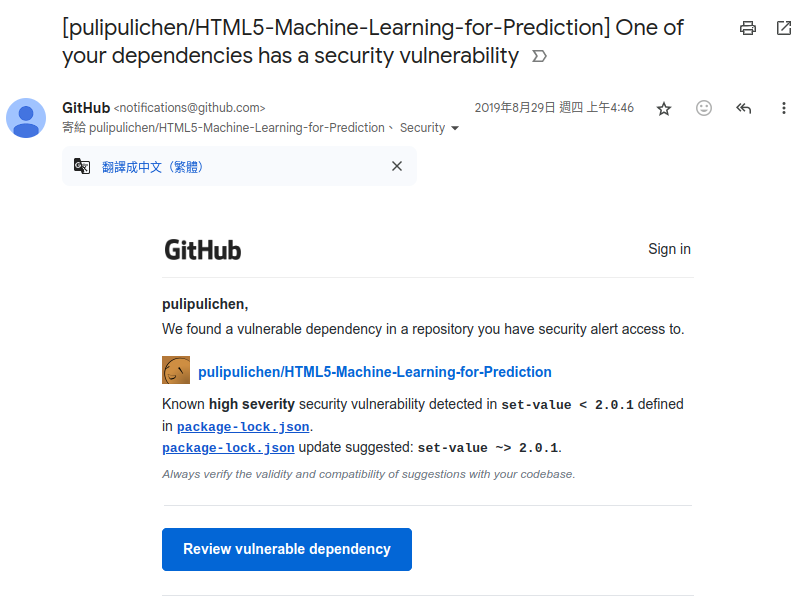 [pulipulichen/HTML5-Machine-Learning-for-Prediction] One of
your dependencies has a security vulnerability
GitHub <notifications@github.com>
2019年8月29日 週四 上午4:46
寄給 pulipulichen/HTML5-Machine-Learning-for-Prediction、 Security
翻譯成中文（繁體）
GitHub
Sign in
pulipulichen,
We found a vulnerable dependency in a repository you have security alert access to.
pulipulichen/HTML5-Machine-Learning-for-Prediction
Known high severity security vulnerability detected in set-value < 2.0.1 defined
in package-lock.json.
package-lock.json update suggested: set-value ~> 2.0.1.
Always verify the validity and compatibility of suggestions with your codebase.
Review vulnerable dependency